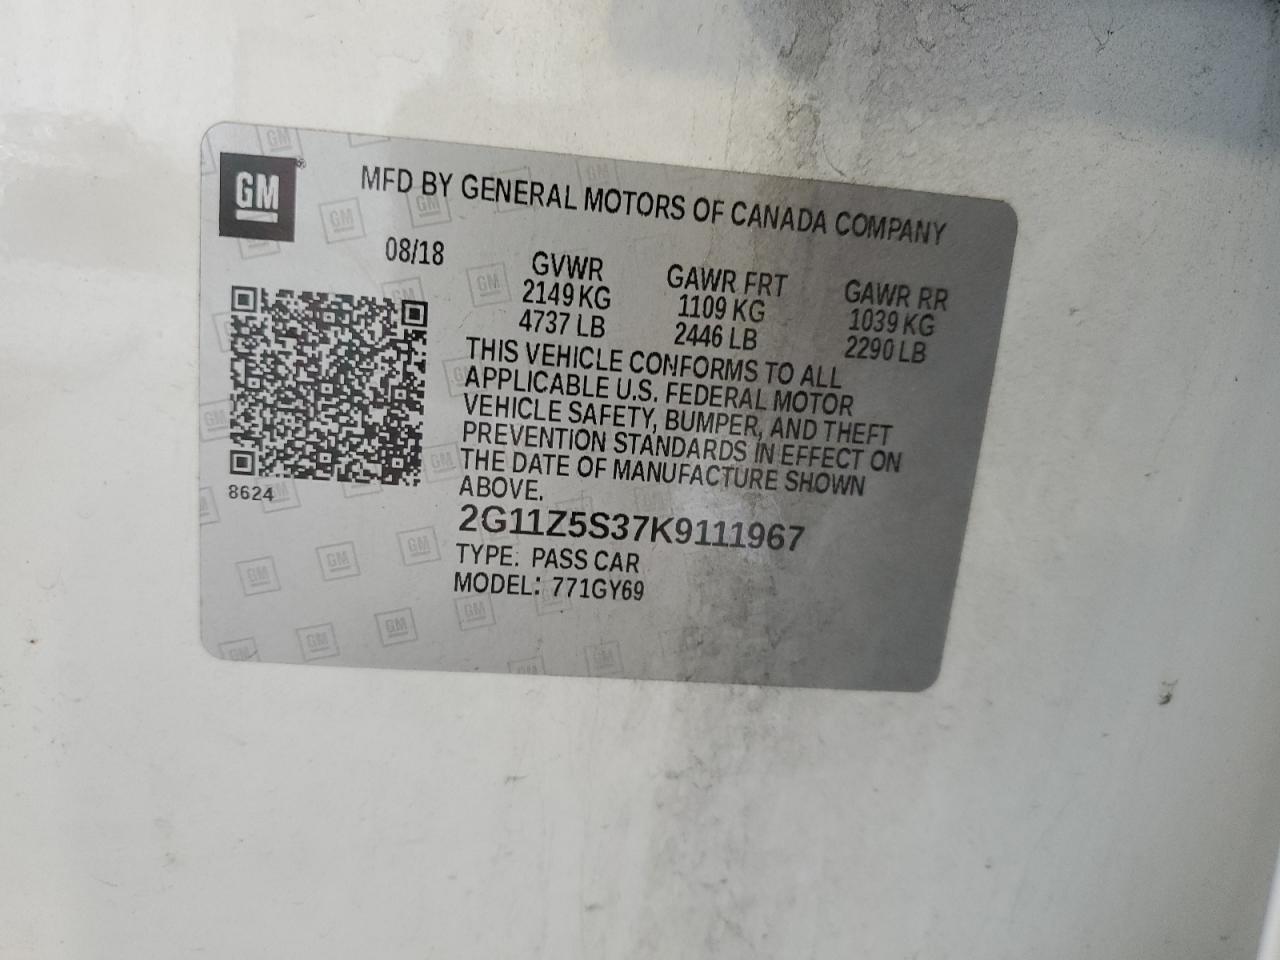 GM
MFD BY GENERAL MOTORS OF CANADA COMPANY
08/18
GVWR
2149 KG
4737 LB
GAWR FRT
1109 KG
2446 LB
GAWR RR
1039 KG
2290 LB
THIS VEHICLE CONFORMS TO ALL
APPLICABLE U.S. FEDERAL MOTOR
VEHICLE SAFETY, BUMPER, AND THEFT
PREVENTION STANDARDS IN EFFECT ON
THE DATE OF MANUFACTURE SHOWN
ABOVE.
8624
2G11Z5S37K9111967
TYPE: PASS CAR
MODEL: 771GY69